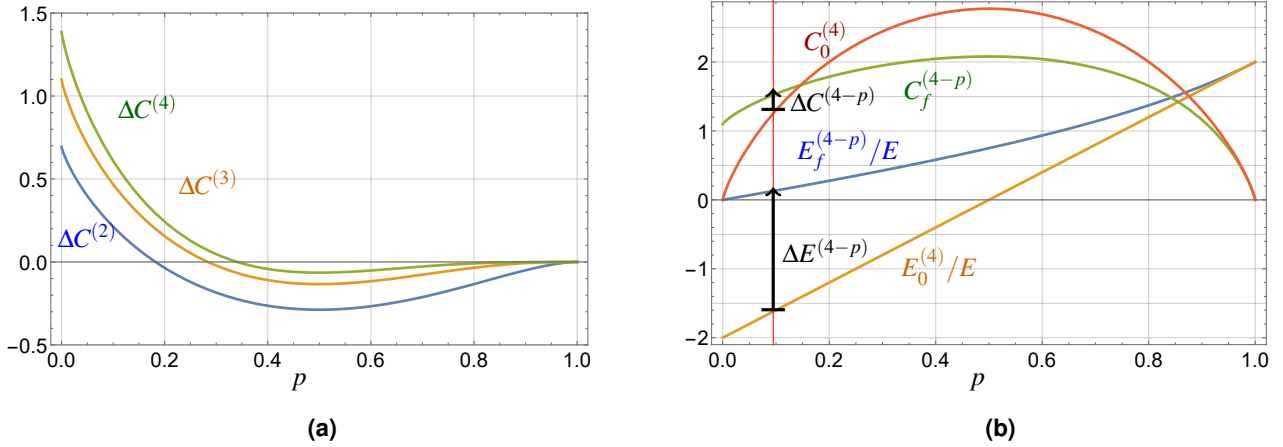 1.5
1.0
0.5
0.0
−0.5
ΔC^(4)
ΔC^(3)
ΔC^(2)
0.0 0.2 0.4 0.6 0.8 1.0
p
(a)
2
1
0
−1
−2
C_0^(4)
C_f^(4−p)
ΔC^(4−p)
E_f^(4−p)/E
ΔE^(4−p)
E_0^(4)/E
0.0 0.2 0.4 0.6 0.8 1.0
p
(b)